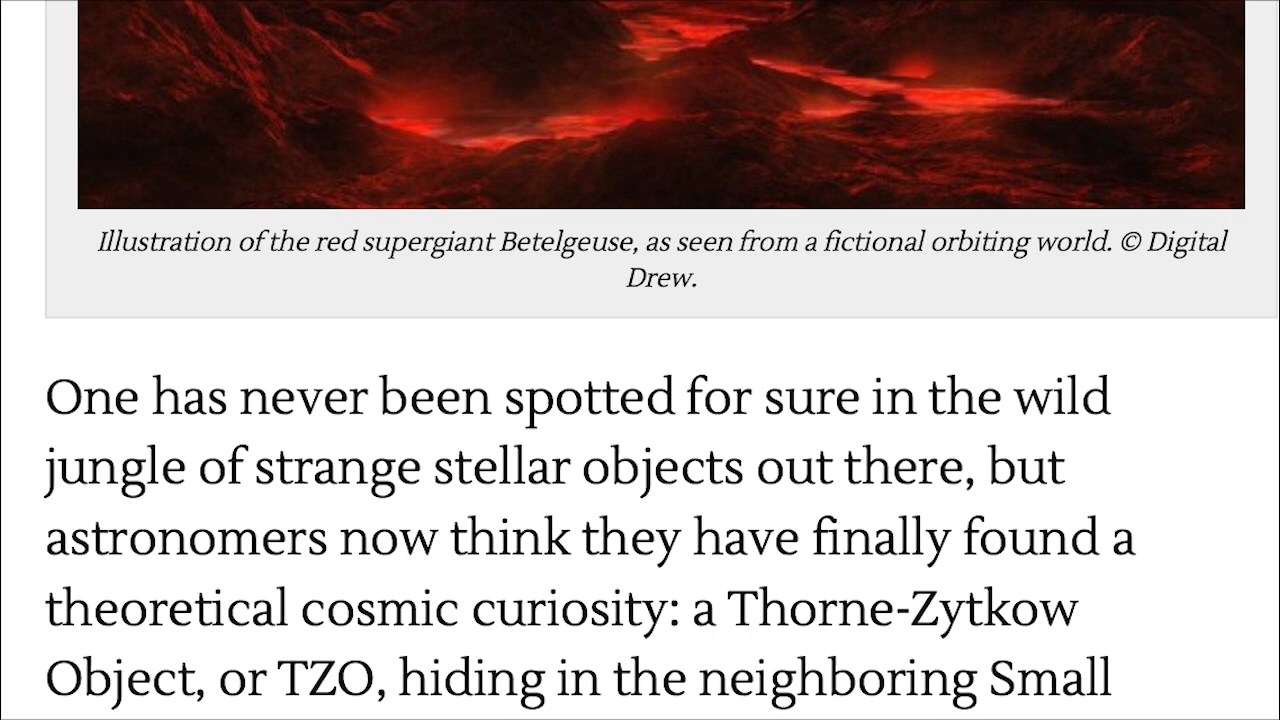 Illustration of the red supergiant Betelgeuse, as seen from a fictional orbiting world. © Digital
Drew.
One has never been spotted for sure in the wild
jungle of strange stellar objects out there, but
astronomers now think they have finally found a
theoretical cosmic curiosity: a Thorne-Zytkow
Object, or TZO, hiding in the neighboring Small